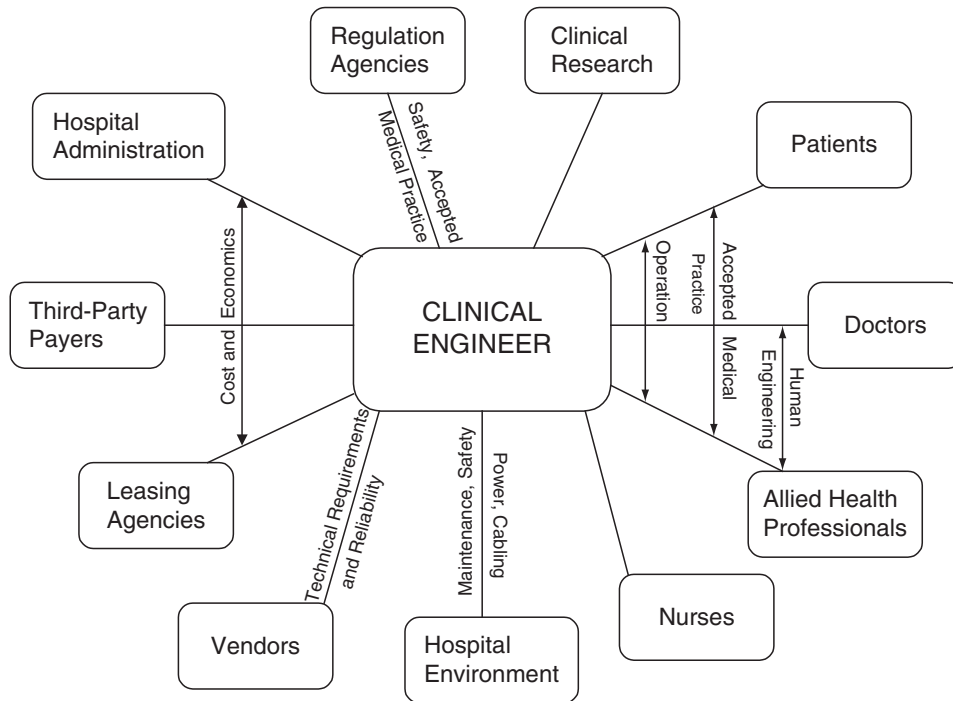 Regulation
Agencies
Clinical
Research
Hospital
Administration
Patients
Safety, Accepted
Medical Practice
Third-Party
Payers
Cost and Economics
CLINICAL
ENGINEER
Operation
Accepted Medical
Practice
Doctors
Human
Engineering
Leasing
Agencies
Technical Requirements
and Reliability
Maintenance, Safety
Power, Cabling
Allied Health
Professionals
Vendors
Hospital
Environment
Nurses